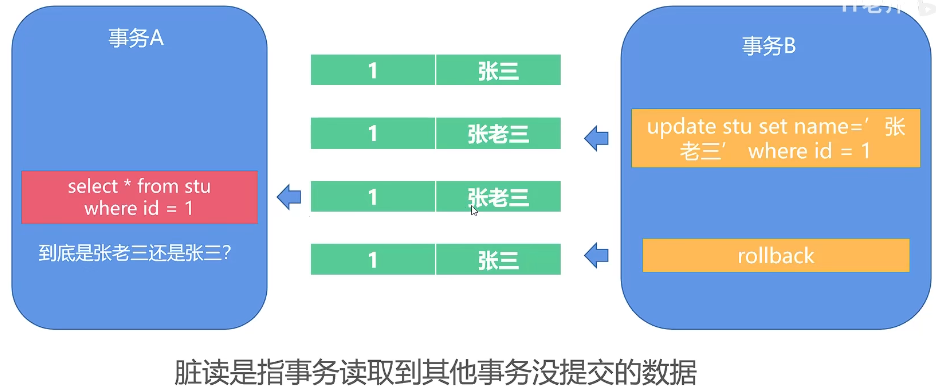 事务A
事务B
1 张三
1 张老三
update stu set name=’张
老三’ where id = 1
select * from stu
where id = 1
1 张老三
到底是张老三还是张三?
1 张三
rollback
脏读是指事务读取到其他事务没提交的数据